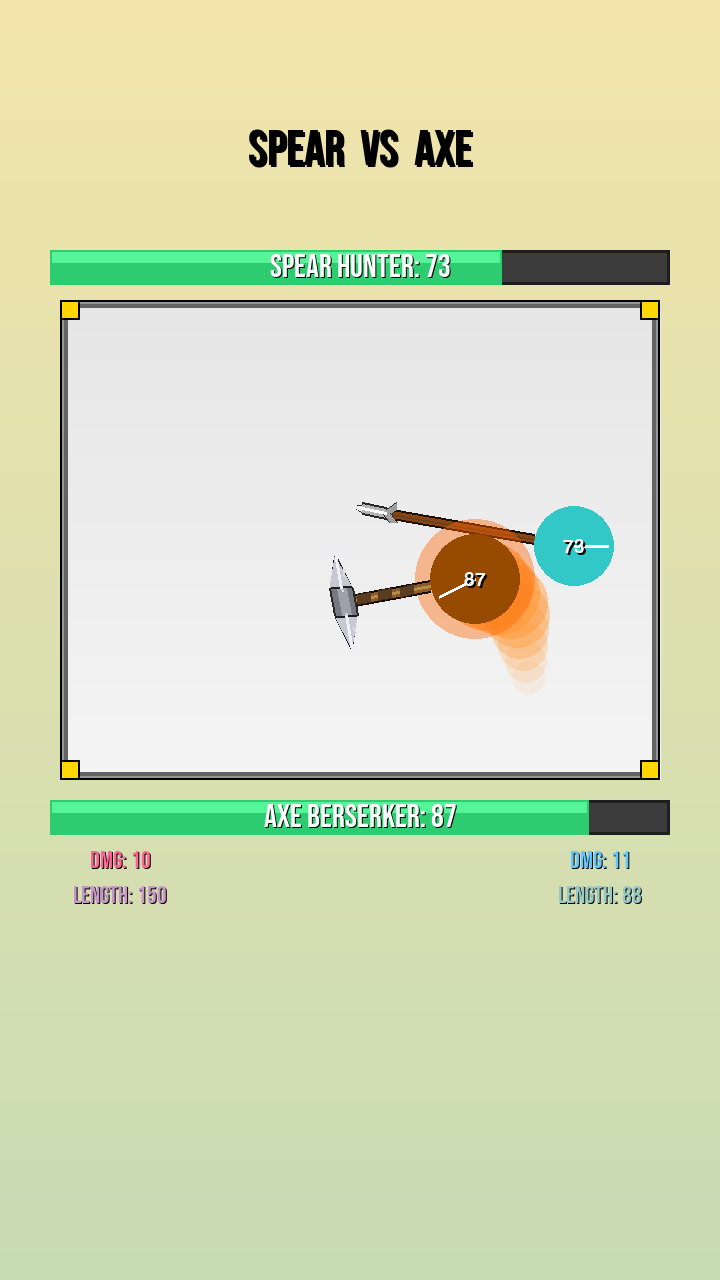 SPEAR VS AXE
SPEAR HUNTER: 73
73
87
AXE BERSERKER: 87
DMG: 10
DMG: 11
LENGTH: 150
LENGTH: 88